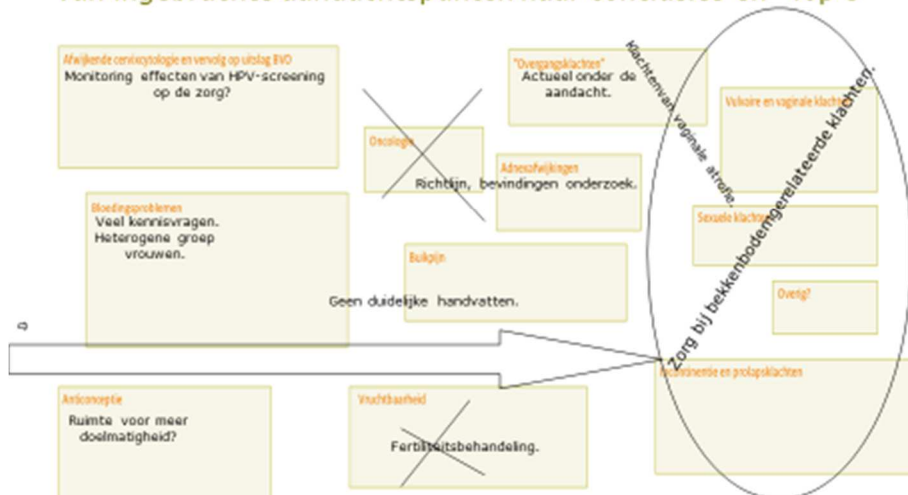 Afwijkende cervixcytologie en vervolg op uitslag BVO
Monitoring effecten van HPV-screening
op de zorg?
"Overgangsklachten"
Actueel onder de
aandacht.
Klachten van vaginale atrofie.
Vulvaire en vaginale klachten
Oncologie
Adnexafwijkingen
Richtlijn, bevindingen onderzoek.
Bloedingsproblemen
Veel kennisvragen.
Heterogene groep
vrouwen.
Sexuele klachten
Zorg bij bekkenbodemgerelateerde klachten.
Buikpijn
Geen duidelijke handvatten.
Overig?
Incontinentie en prolapsklachten
Anticonceptie
Ruimte voor meer
doelmatigheid?
Vruchtbaarheid
Fertiliteitsbehandeling.